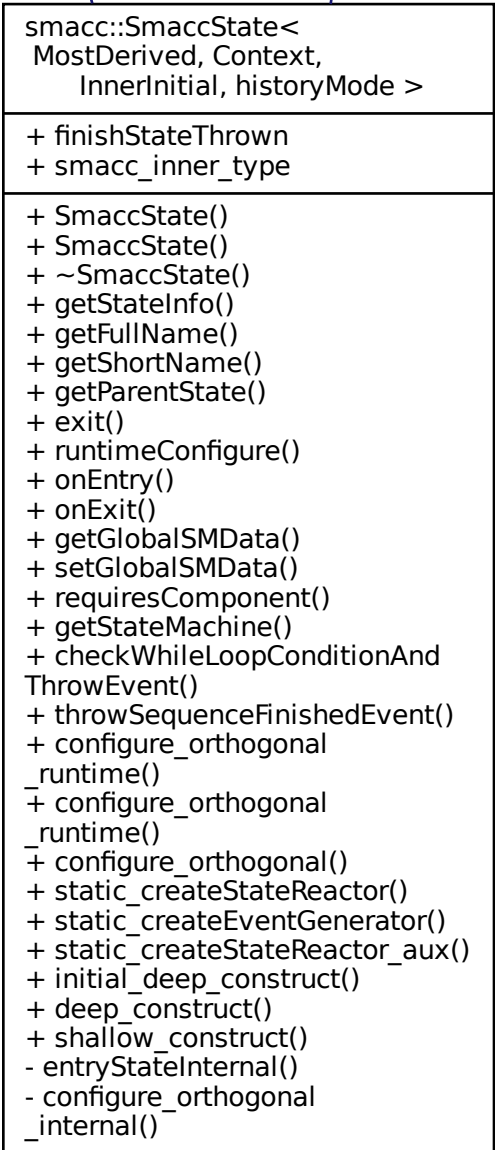 smacc::SmaccState<
MostDerived, Context,
InnerInitial, historyMode >
+ finishStateThrown
+ smacc_inner_type
+ SmaccState()
+ SmaccState()
+ ~SmaccState()
+ getStateInfo()
+ getFullName()
+ getShortName()
+ getParentState()
+ exit()
+ runtimeConfigure()
+ onEntry()
+ onExit()
+ getGlobalSMData()
+ setGlobalSMData()
+ requiresComponent()
+ getStateMachine()
+ checkWhileLoopConditionAnd
ThrowEvent()
+ throwSequenceFinishedEvent()
+ configure_orthogonal
_runtime()
+ configure_orthogonal
_runtime()
+ configure_orthogonal()
+ static_createStateReactor()
+ static_createEventGenerator()
+ static_createStateReactor_aux()
+ initial_deep_construct()
+ deep_construct()
+ shallow_construct()
- entryStateInternal()
- configure_orthogonal
_internal()